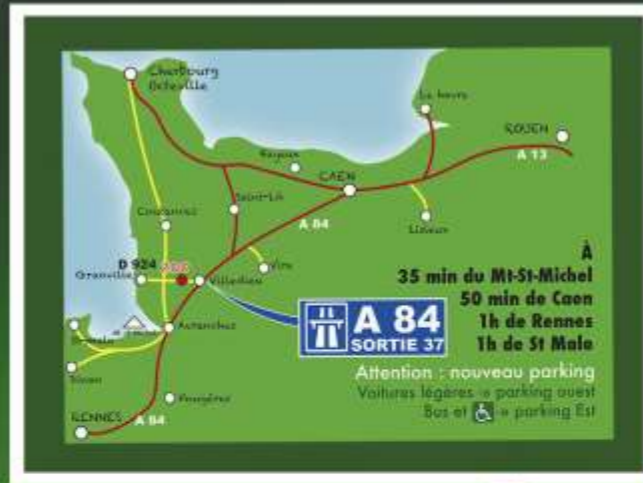 Cherbourg
Octeville
Le havre
ROUEN
A 13
Bayeux
CAEN
Saint-Lô
Coutances
A 84
Lisieux
D 924
ZOO
Granville
Villedieu
Vire
Avranches
Dinan
Fougères
RENNES
A 84
A 84
SORTIE 37
À
35 min du Mt-St-Michel
50 min de Caen
1h de Rennes
1h de St Malo
Attention : nouveau parking
Voitures légères → parking ouest
Bus et → parking Est